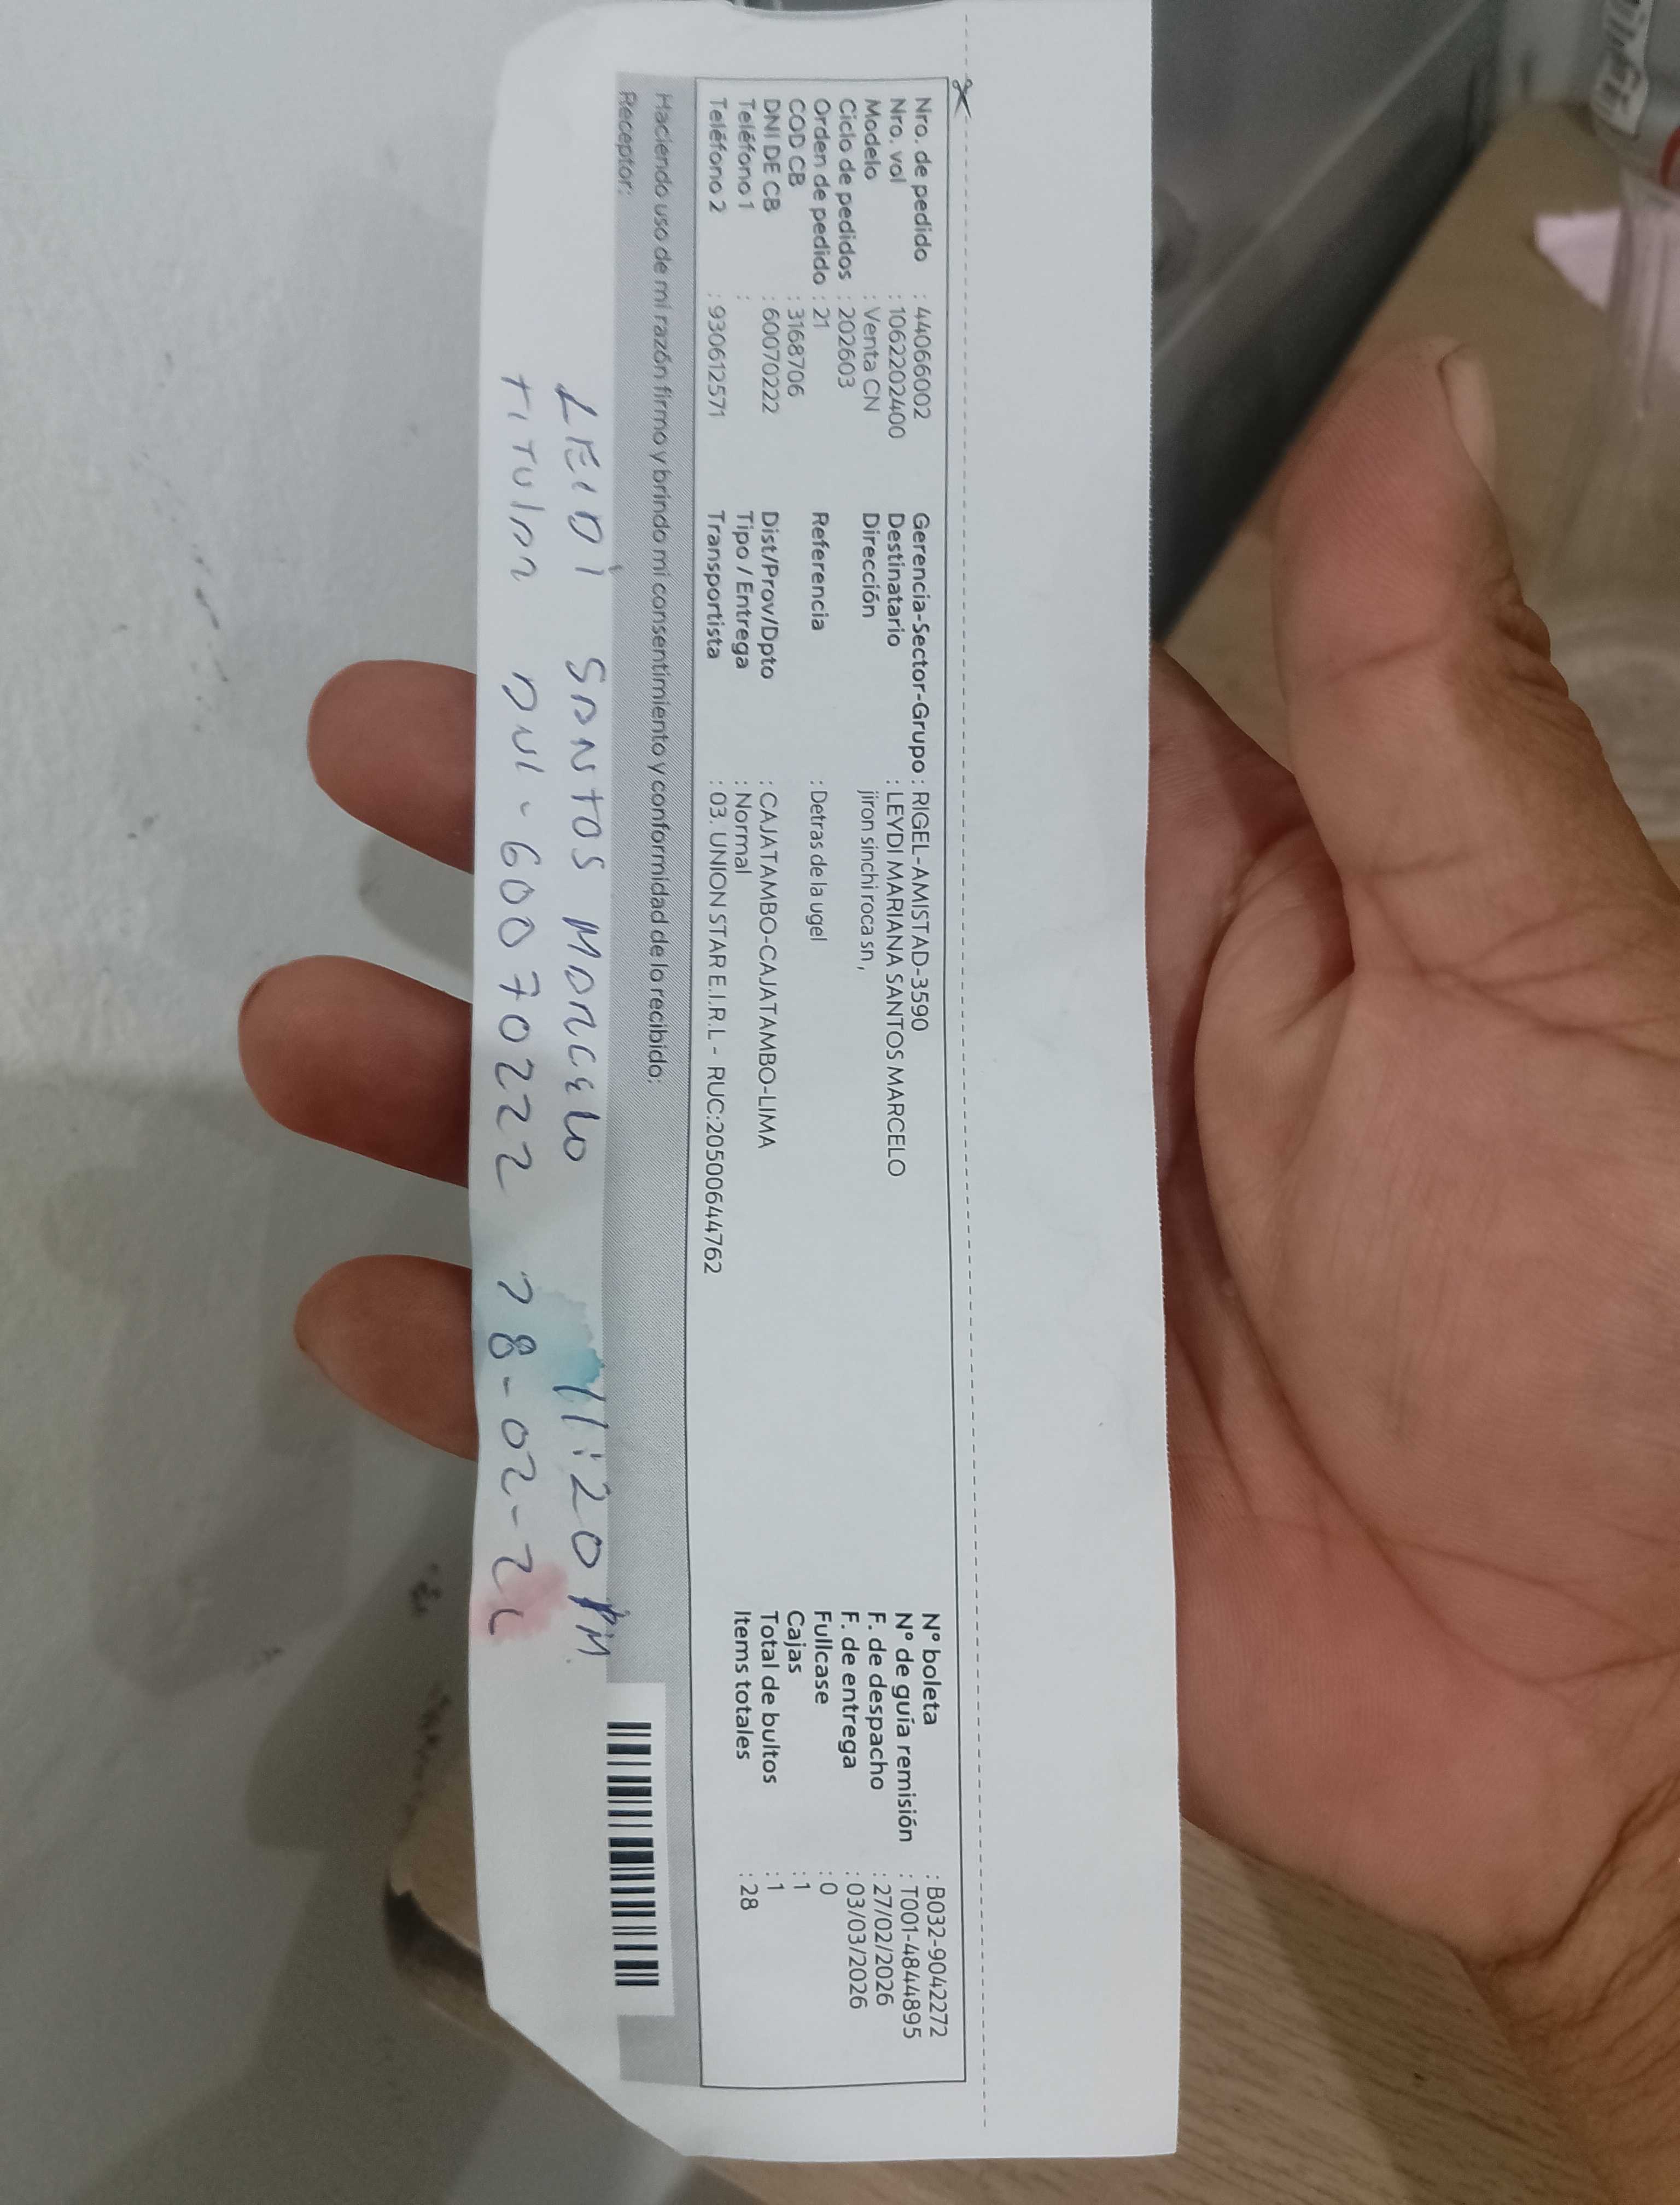 Nro. de pedido : 44066002
Nro. vol : 1062202400
Modelo : Venta CN
Ciclo de pedidos : 202603
Orden de pedido : 21
COD CB : 3168706
DNI DE CB : 60070222
Teléfono 1 :
Teléfono 2 : 930612571
Gerencia-Sector-Grupo : RIGEL-AMISTAD-3590
Destinatario : LEYDI MARIANA SANTOS MARCELO
Dirección jiron sinchi roca sn,
Referencia : Detras de la ugel
Dist/Prov/Dpto : CAJATAMBO-CAJATAMBO-LIMA
Tipo / Entrega : Normal
Transportista : 03. UNION STAR E.I.R.L - RUC:20500644762
N° boleta : B032-9042272
N° de guía remisión : T001-4844895
F. de despacho : 27/02/2026
F. de entrega : 03/03/2026
Fullcase : 0
Cajas : 1
Total de bultos : 1
Items totales : 28
Haciendo uso de mi razón firmo y brindo mi consentimiento y conformidad de lo recibido:
Receptor:
LEIDI SANTOS MARCELO 11:20 PM
TITULAR DNI - 60070222 28-02-26